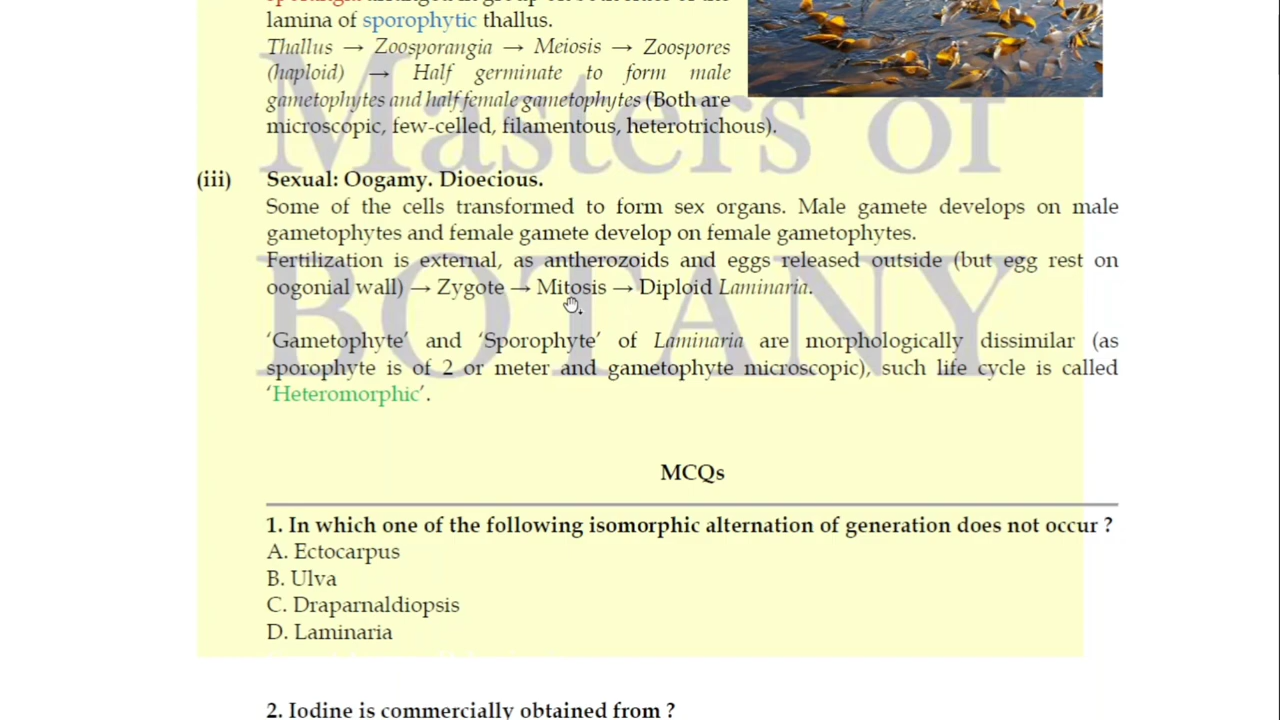 lamina of sporophytic thallus.
Thallus → Zoosporangia → Meiosis → Zoospores
(haploid) → Half germinate to form male
gametophytes and half female gametophytes (Both are
microscopic, few-celled, filamentous, heterotrichous).
(iii) Sexual: Oogamy. Dioecious.
Some of the cells transformed to form sex organs. Male gamete develops on male
gametophytes and female gamete develop on female gametophytes.
Fertilization is external, as antherozoids and eggs released outside (but egg rest on
oogonial wall) → Zygote → Mitosis → Diploid Laminaria.
'Gametophyte' and 'Sporophyte' of Laminaria are morphologically dissimilar (as
sporophyte is of 2 or meter and gametophyte microscopic), such life cycle is called
'Heteromorphic'.
MCQs
1. In which one of the following isomorphic alternation of generation does not occur ?
A. Ectocarpus
B. Ulva
C. Draparnaldiopsis
D. Laminaria
2. Iodine is commercially obtained from ?
Masters of
BOTANY